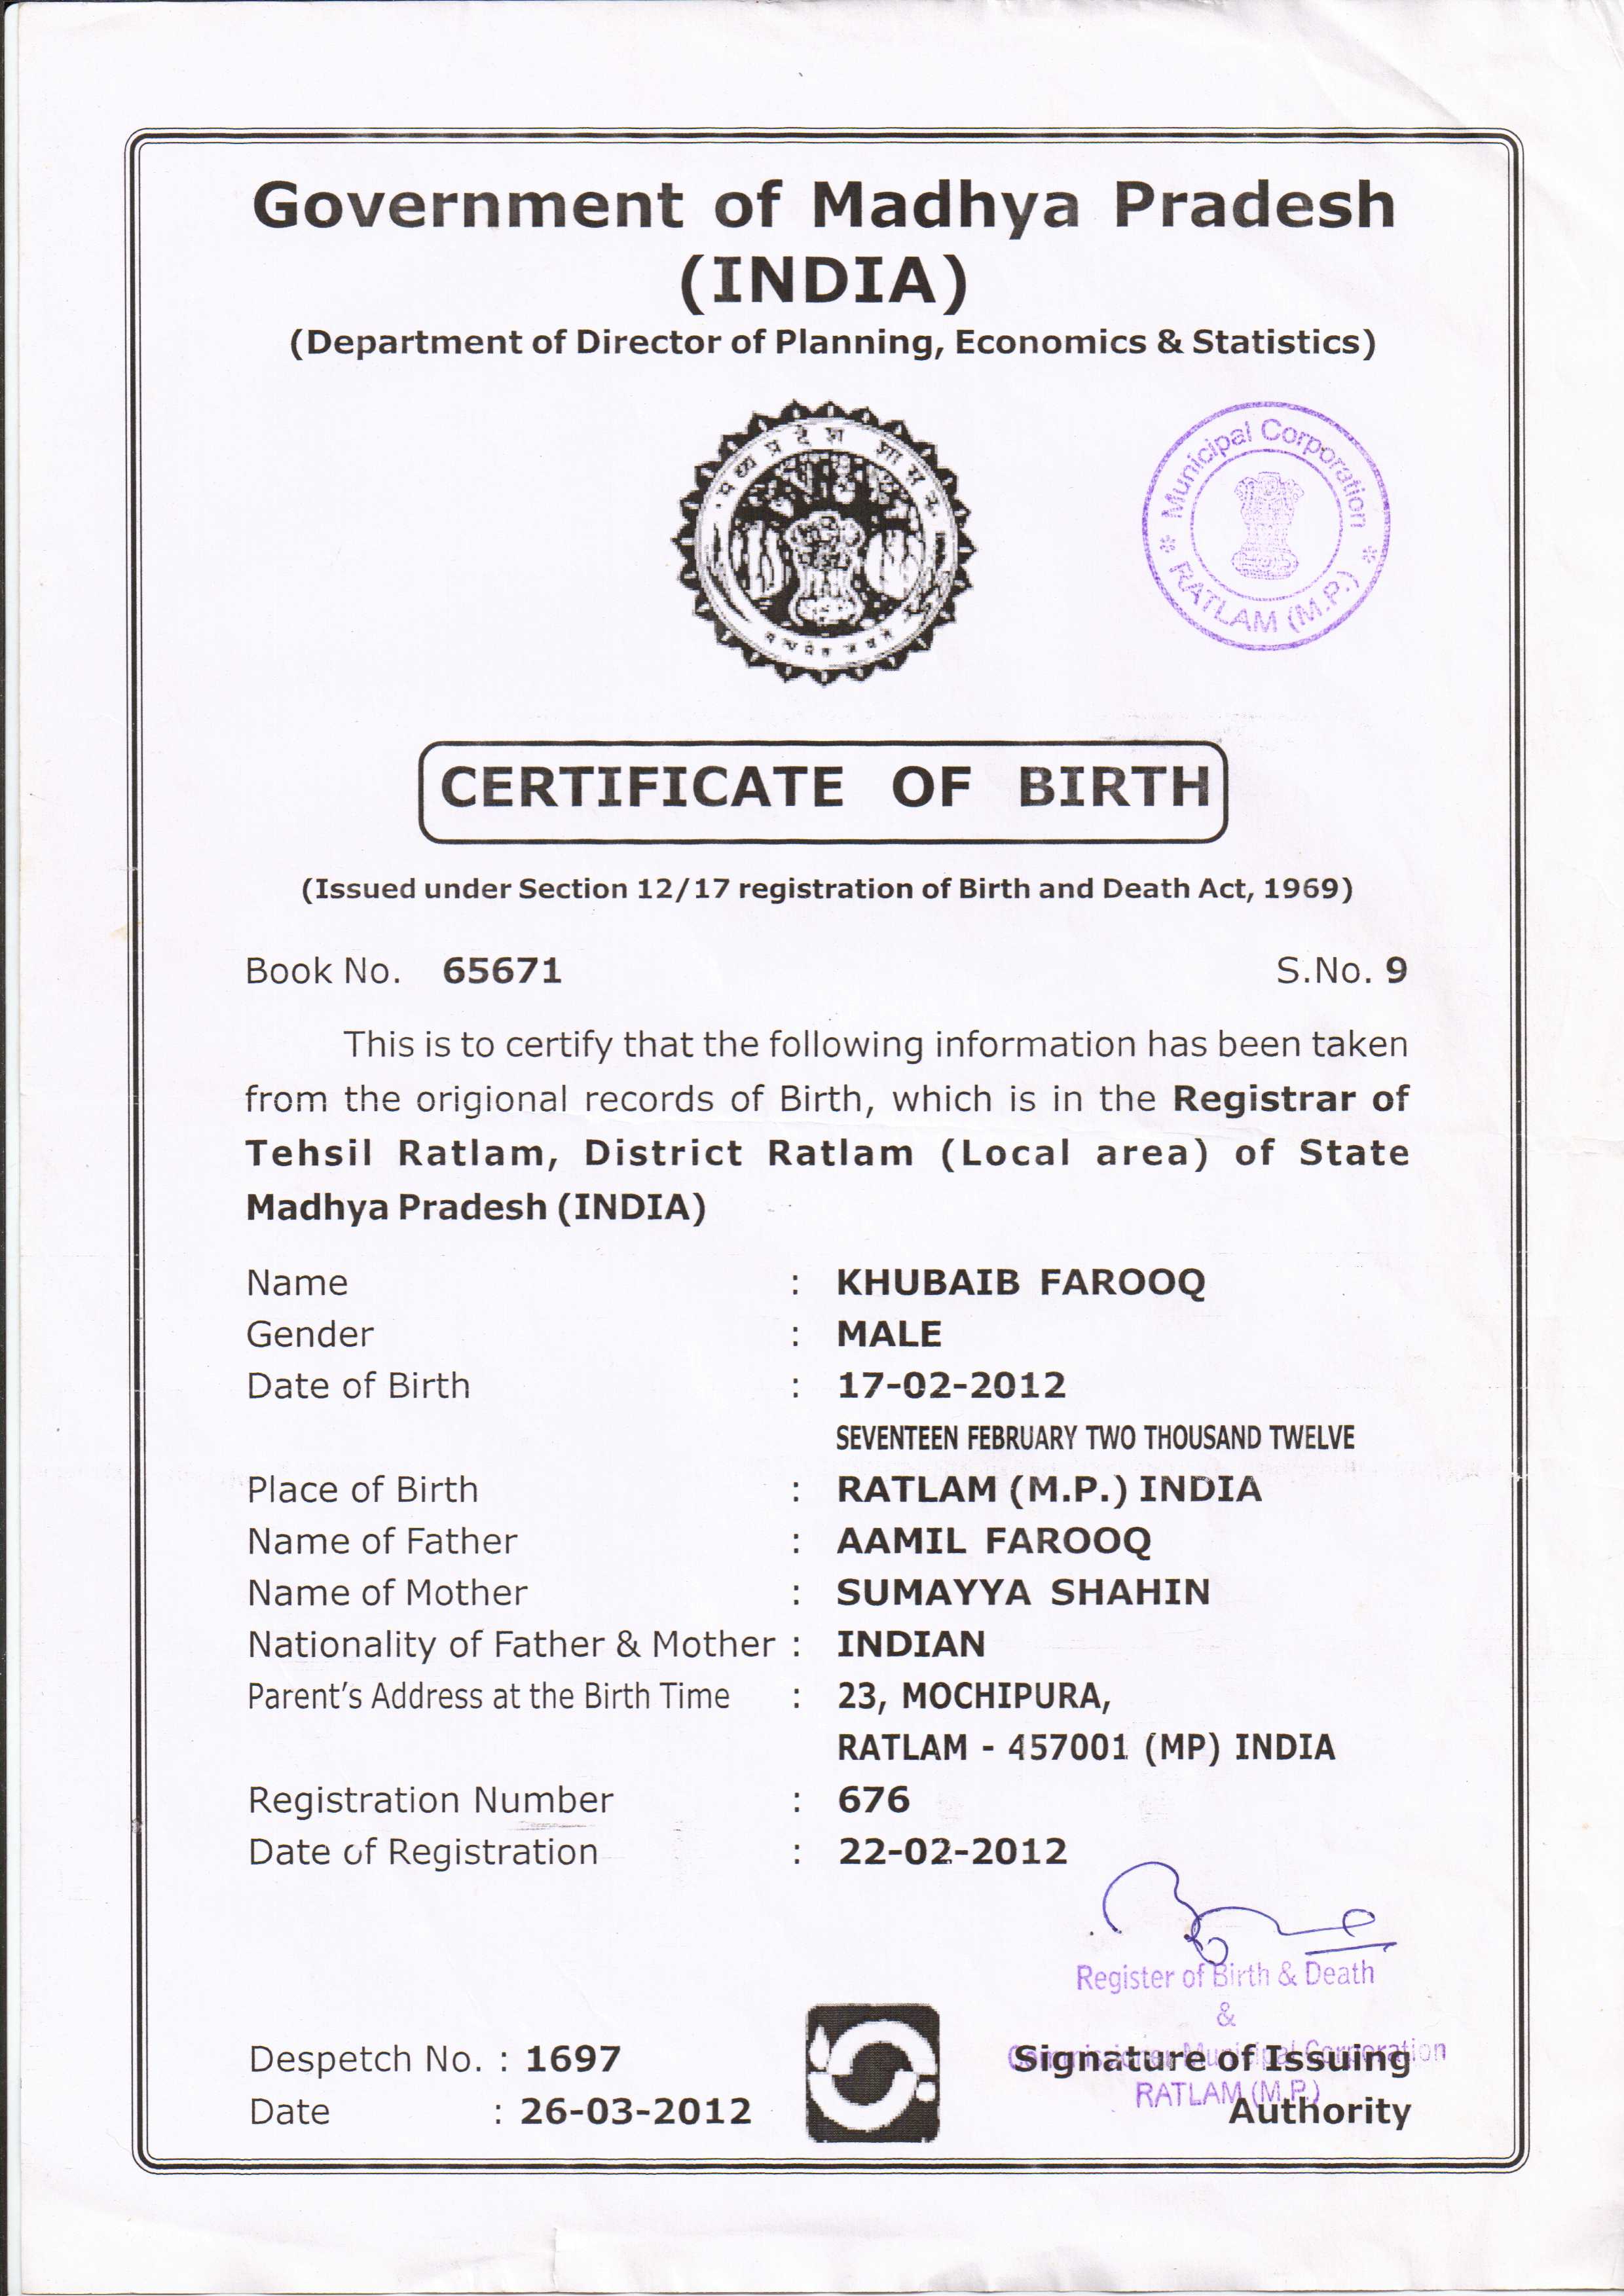 Government of Madhya Pradesh
(INDIA)
(Department of Director of Planning, Economics & Statistics)
मध्य प्रदेश शासन
Municipal Corporation
RATLAM (M.P.)
CERTIFICATE OF BIRTH
(Issued under Section 12/17 registration of Birth and Death Act, 1969)
Book No. 65671 S.No. 9
This is to certify that the following information has been taken
from the origional records of Birth, which is in the Registrar of
Tehsil Ratlam, District Ratlam (Local area) of State
Madhya Pradesh (INDIA)
Name : KHUBAIB FAROOQ
Gender : MALE
Date of Birth : 17-02-2012
SEVENTEEN FEBRUARY TWO THOUSAND TWELVE
Place of Birth : RATLAM (M.P.) INDIA
Name of Father : AAMIL FAROOQ
Name of Mother : SUMAYYA SHAHIN
Nationality of Father & Mother : INDIAN
Parent's Address at the Birth Time : 23, MOCHIPURA,
RATLAM - 457001 (MP) INDIA
Registration Number : 676
Date of Registration : 22-02-2012
Register of Birth & Death
&
Commissioner Municipal Corporation
RATLAM (M.P.)
Despetch No. : 1697 Signature of Issuing
Date : 26-03-2012 Authority